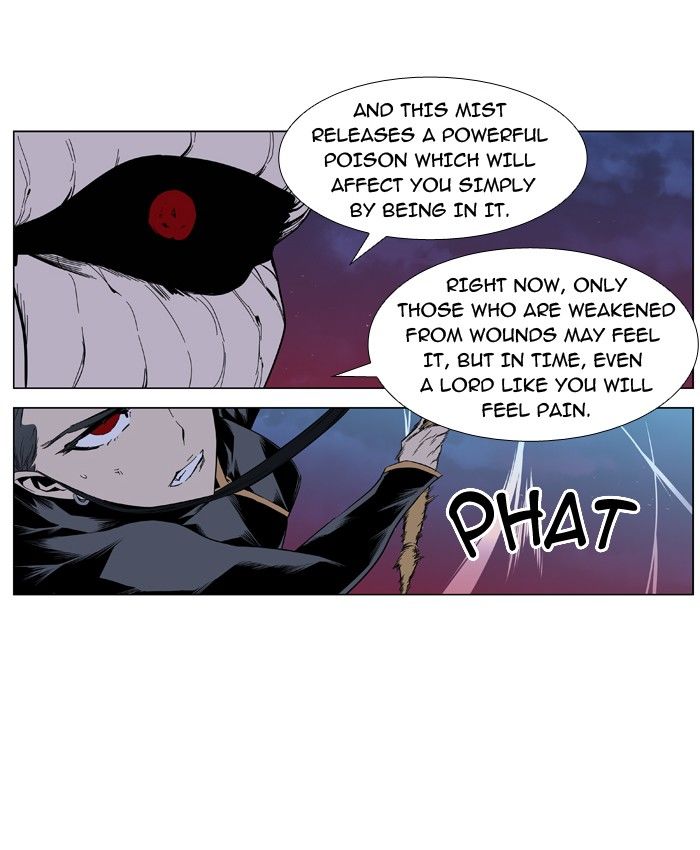 AND THIS MIST
RELEASES A POWERFUL
POISON WHICH WILL
AFFECT YOU SIMPLY
BY BEING IN IT.
RIGHT NOW, ONLY
THOSE WHO ARE WEAKENED
FROM WOUNDS MAY FEEL
IT, BUT IN TIME, EVEN
A LORD LIKE YOU WILL
FEEL PAIN.
PHAT